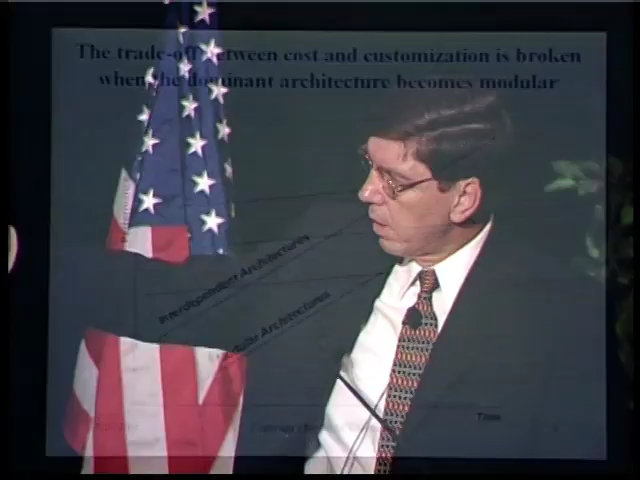 The trade-off between cost and customization is broken
when the dominant architecture becomes modular
Interdependent Architectures
Modular Architectures
Time